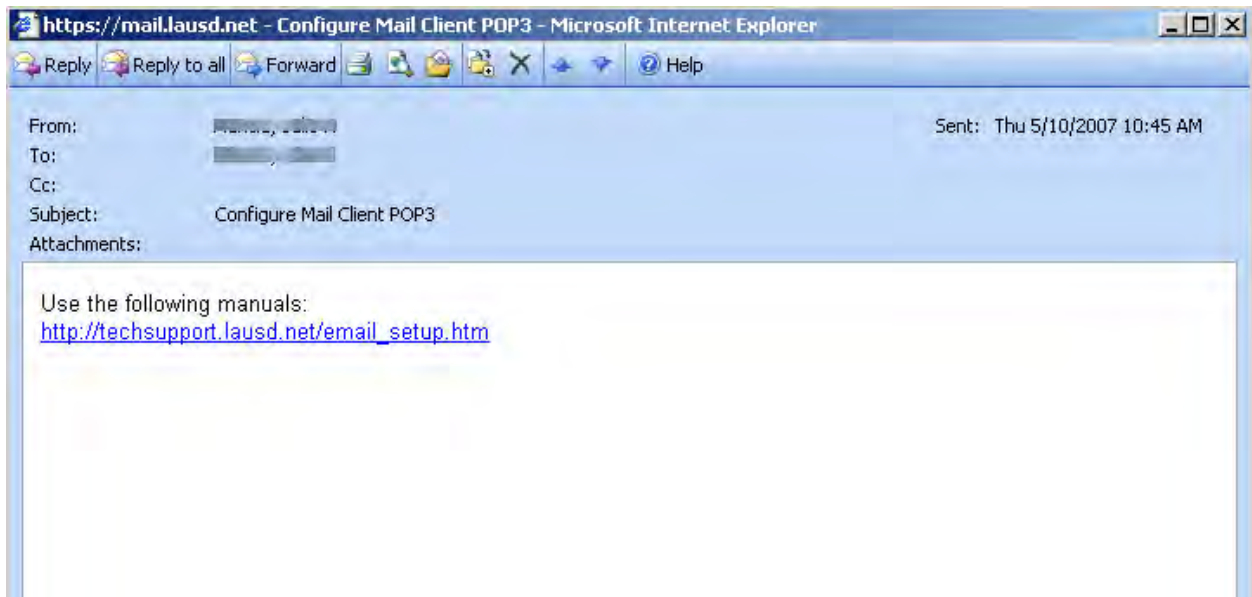 https://mail.lausd.net - Configure Mail Client POP3 - Microsoft Internet Explorer
Reply Reply to all Forward Help
From: Sent: Thu 5/10/2007 10:45 AM
To:
Cc:
Subject: Configure Mail Client POP3
Attachments:
Use the following manuals:
http://techsupport.lausd.net/email_setup.htm